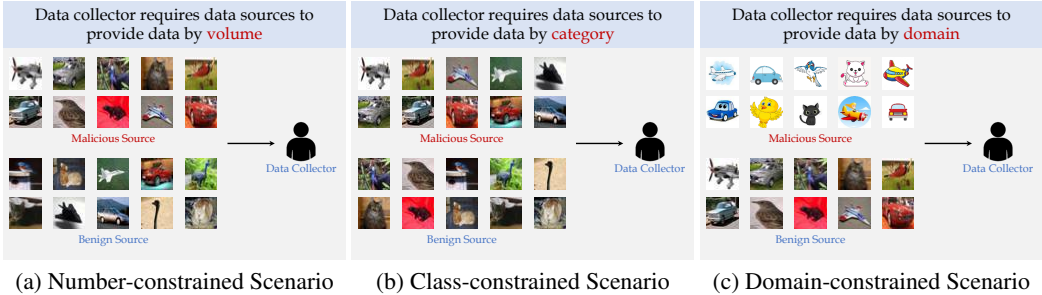 Data collector requires data sources to
provide data by volume
Malicious Source
Data Collector
Benign Source
(a) Number-constrained Scenario
Data collector requires data sources to
provide data by category
Malicious Source
Data Collector
Benign Source
(b) Class-constrained Scenario
Data collector requires data sources to
provide data by domain
Malicious Source
Data Collector
Benign Source
(c) Domain-constrained Scenario